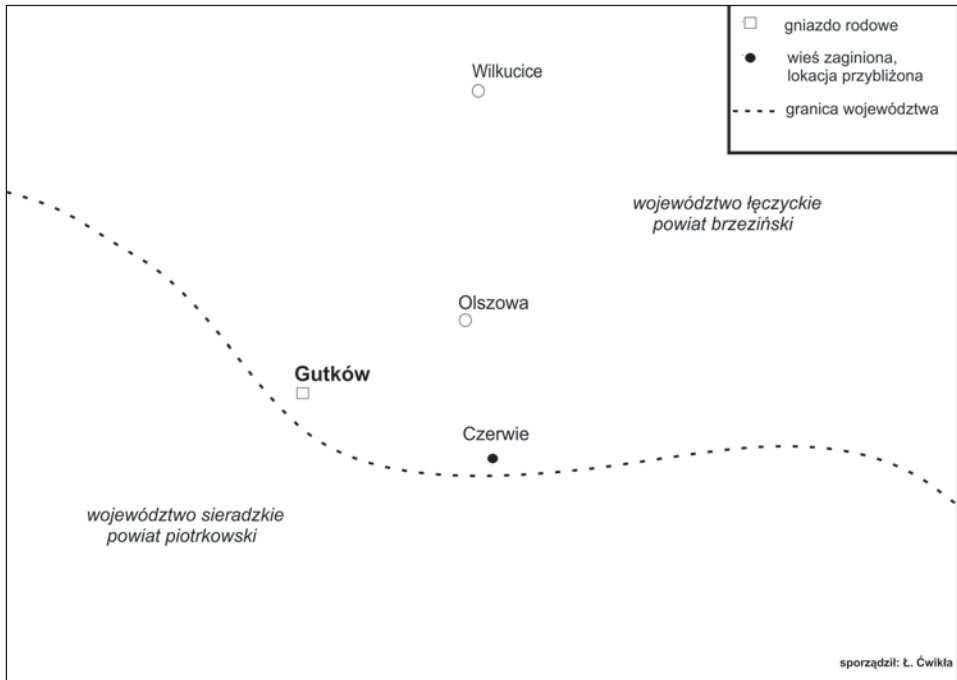 gniazdo rodowe
wieś zaginiona,
lokacja przybliżona
granica województwa
Wilkucice
województwo łęczyckie
powiat brzeziński
Olszowa
Gutków
Czerwie
województwo sieradzkie
powiat piotrkowski
sporządził: Ł. Ćwikła